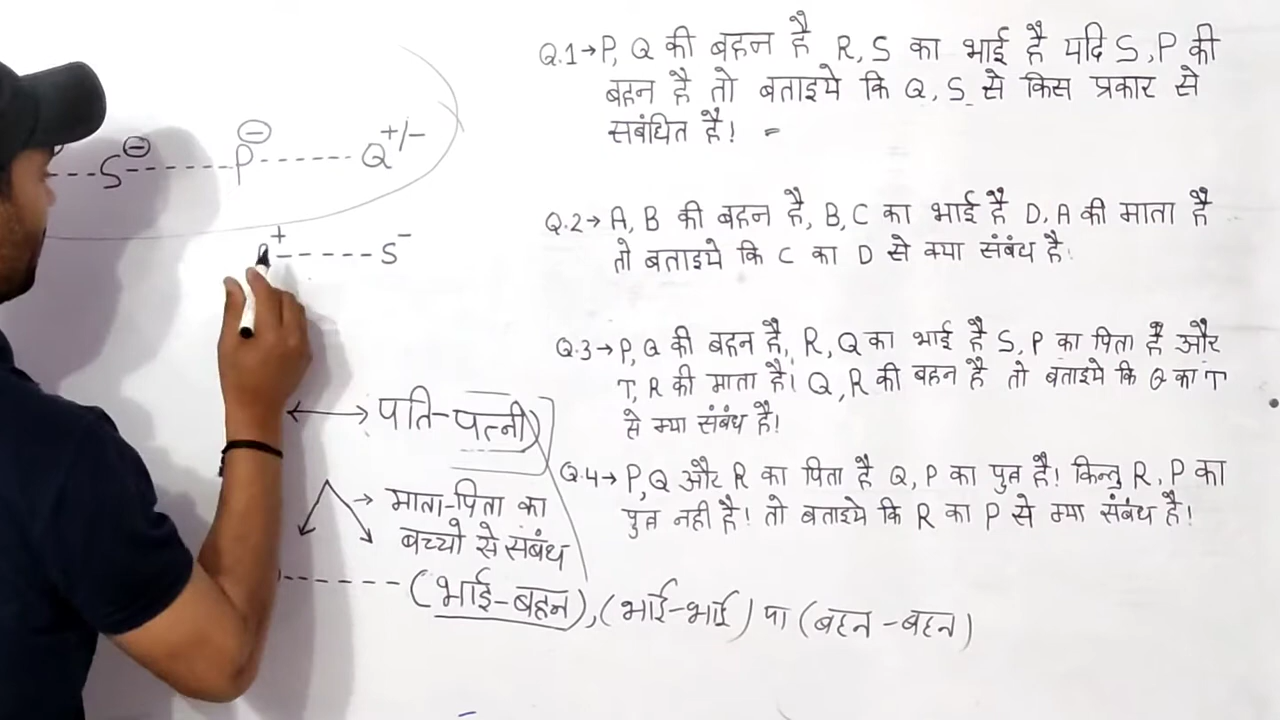 Q.1→P, Q की बहन है R, S का भाई है यदि S, P की
बहन है तो बताइये कि Q, S से किस प्रकार से
सबंधित है!
Q.2→ A, B की बहन है, B, C का भाई है D, A की माता है
तो बताइये कि C का D से क्या संबंध है
Q.3→P, Q की बहन है, R, Q का भाई है S, P का पिता है और
T, R की माता है। Q, R की बहन है तो बताइये कि Q का T
से क्या संबंध है!
Q.4→ P, Q और R का पिता है Q, P का पुत्र है! किन्तु R, P का
पुत्र नही है! तो बताइये कि R का P से क्या संबंध है!
S⊖------P⊖------Q+/-
+-----S-
←→ पति-पत्नी)
→ माता-पिता का
बच्चो से संबंध
------(भाई-बहन), (भाई-भाई) या (बहन-बहन)